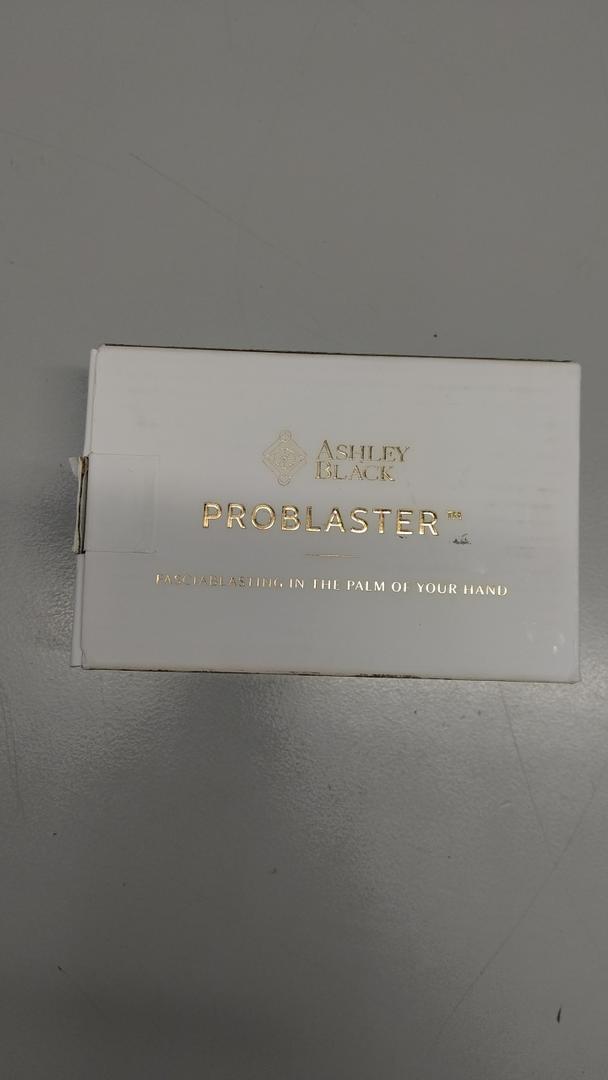 ASHLEY
BLACK
PROBLASTER™
FASCIABLASTING IN THE PALM OF YOUR HAND